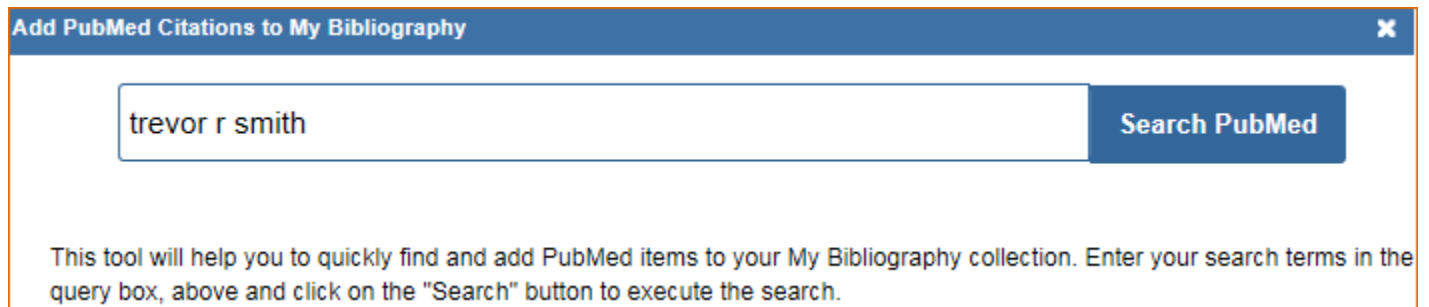 Add PubMed Citations to My Bibliography
trevor r smith
Search PubMed
This tool will help you to quickly find and add PubMed items to your My Bibliography collection. Enter your search terms in the
query box, above and click on the "Search" button to execute the search.